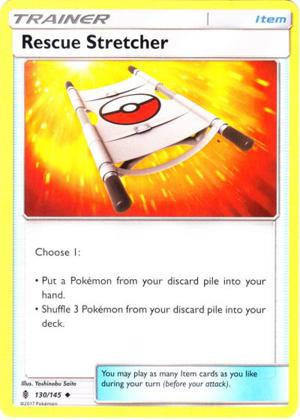 TRAINER
Item
Rescue Stretcher
Choose 1:
• Put a Pokémon from your discard pile into your
hand.
• Shuffle 3 Pokémon from your discard pile into your
deck.
Illus. Yoshinobu Saito
130/145 ◆
©2017 Pokémon
You may play as many Item cards as you like
during your turn (before your attack).